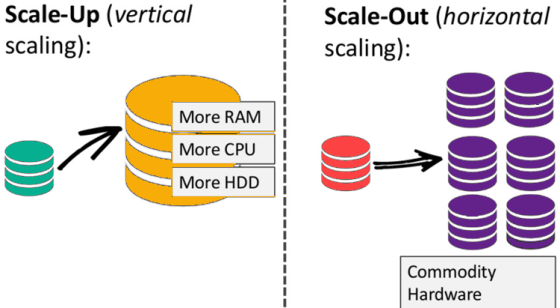 Scale-Up (vertical
scaling):
More RAM
More CPU
More HDD
Scale-Out (horizontal
scaling):
Commodity
Hardware